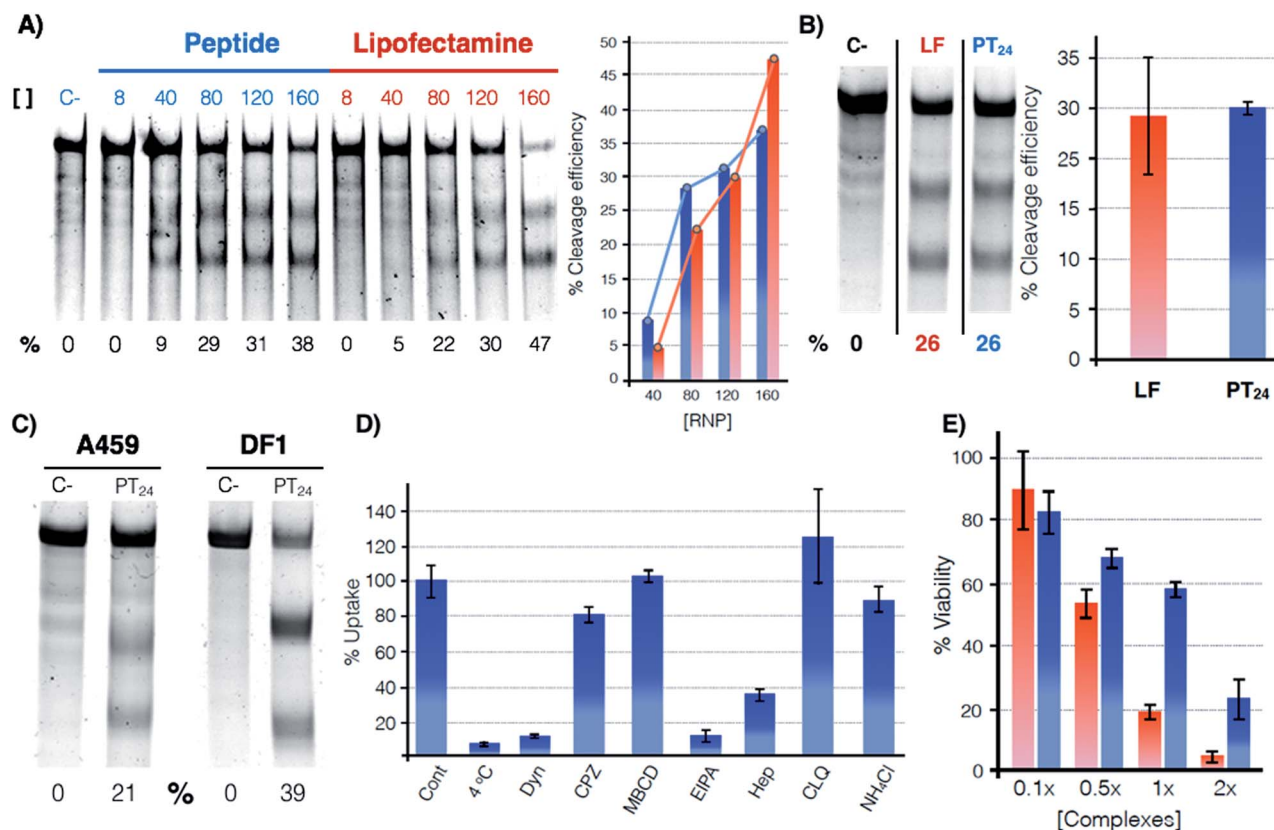 A)
Peptide Lipofectamine
[ ] C- 8 40 80 120 160 8 40 80 120 160
% 0 0 9 29 31 38 0 5 22 30 47
% Cleavage efficiency
50
45
40
35
30
25
20
15
10
5
0
40 80 120 160
[RNP]
B)
C- LF PT24
% 0 26 26
% Cleavage efficiency
35
30
25
20
15
10
5
0
LF PT24
C)
A459 DF1
C- PT24 C- PT24
0 21 % 0 39
D)
% Uptake
140
120
100
80
60
40
20
Cont 4 ºC Dyn CPZ MBCD EIPA Hep CLQ NH4Cl
E)
% Viability
100
80
60
40
20
0
0.1x 0.5x 1x 2x
[Complexes]